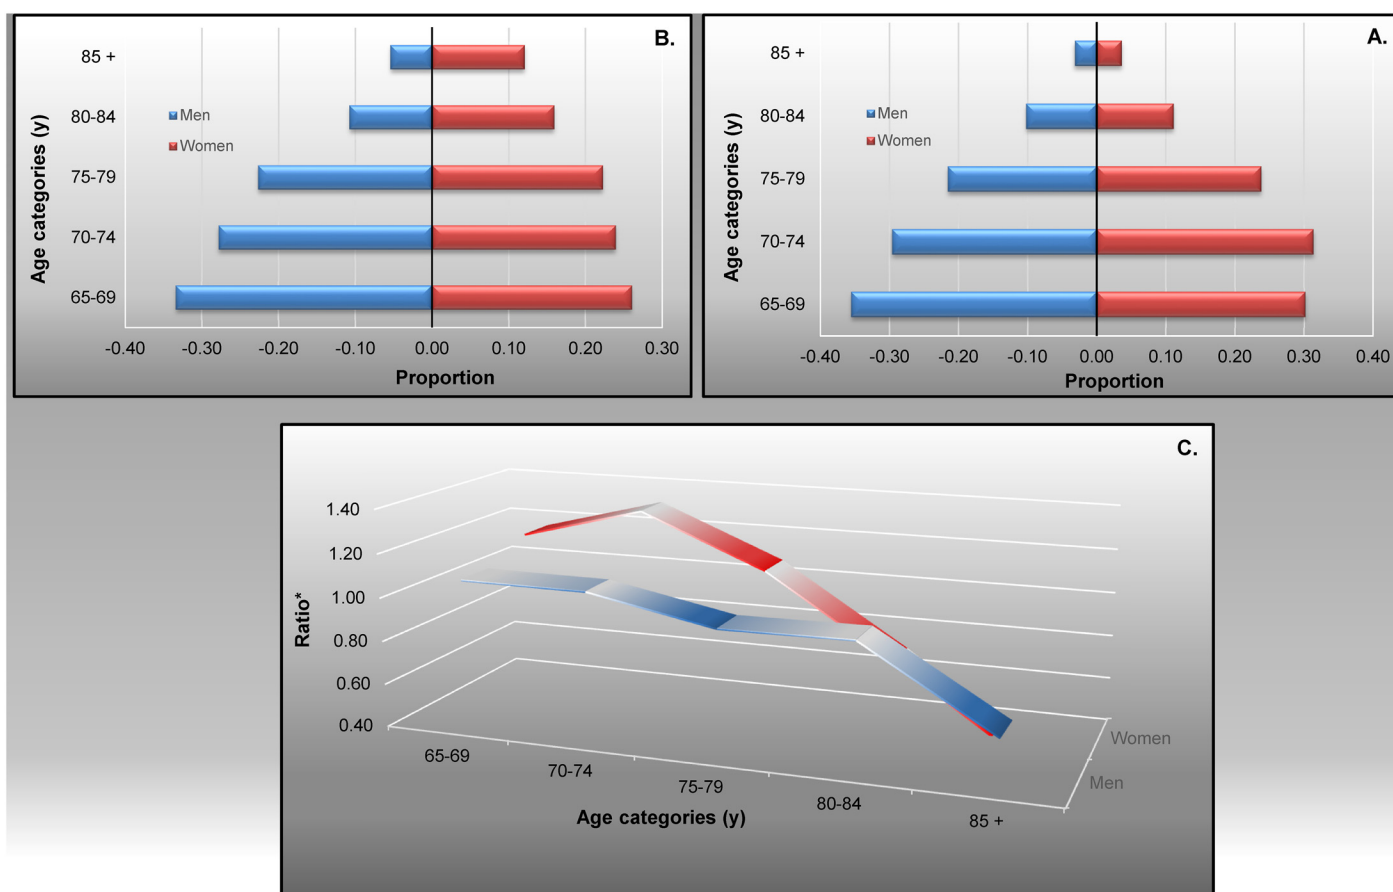 B.
85 +
80-84
75-79
70-74
65-69
Age categories (y)
Men
Women
-0.40 -0.30 -0.20 -0.10 0.00 0.10 0.20 0.30
Proportion
A.
85 +
80-84
75-79
70-74
65-69
Age categories (y)
Men
Women
-0.40 -0.30 -0.20 -0.10 0.00 0.10 0.20 0.30 0.40
Proportion
C.
1.40
1.20
1.00
0.80
0.60
0.40
Ratio*
65-69 70-74 75-79 80-84 85 +
Age categories (y)
Women
Men